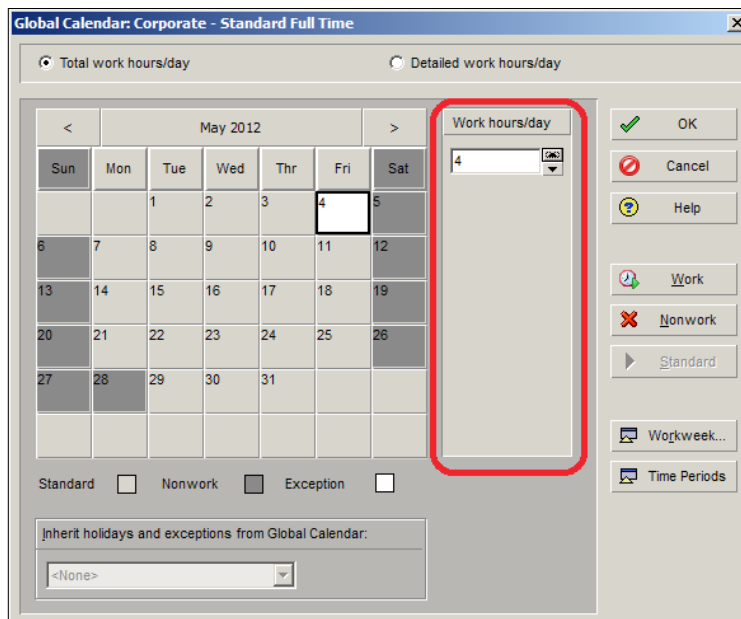 Global Calendar: Corporate - Standard Full Time
Total work hours/day Detailed work hours/day
< May 2012 > Work hours/day OK
Sun Mon Tue Wed Thr Fri Sat 4 Cancel
1 2 3 4 5 Help
6 7 8 9 10 11 12
13 14 15 16 17 18 19 Work
20 21 22 23 24 25 26 Nonwork
27 28 29 30 31 Standard
Workweek...
Standard Nonwork Exception Time Periods
Inherit holidays and exceptions from Global Calendar:
<None>